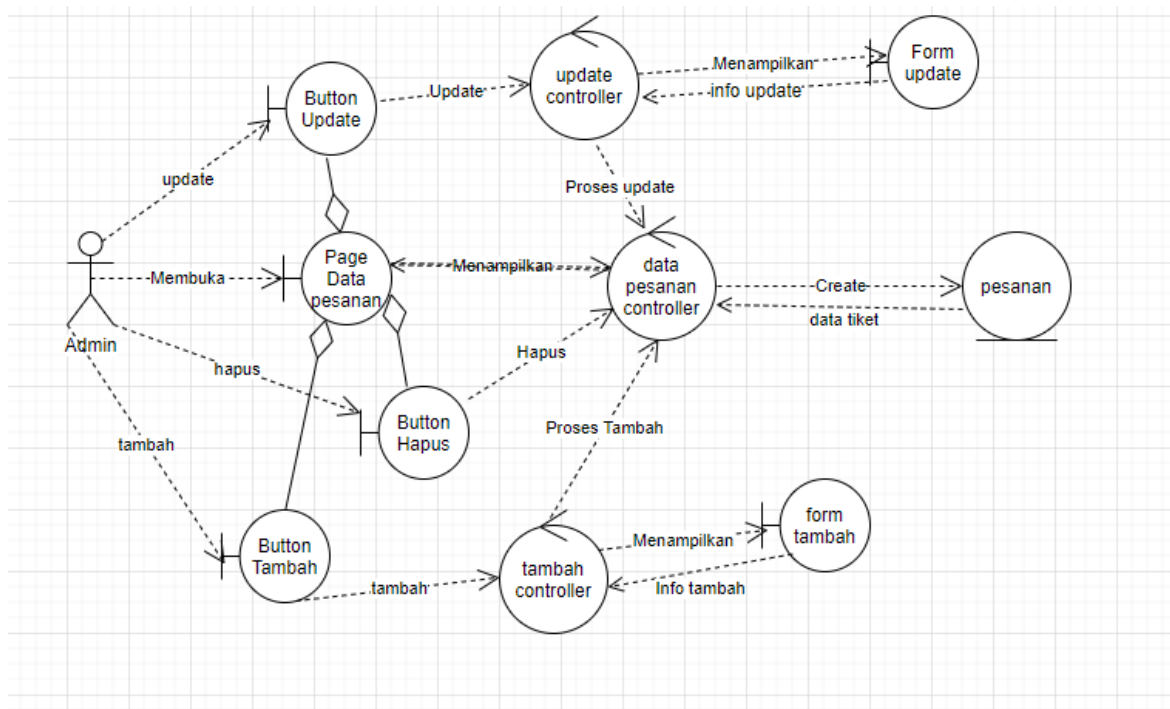 Form
update
Menampilkan
info update
update
controller
Button
Update
Update
update
Proses update
Page
Data
pesanan
Membuka
Menampilkan
data
pesanan
controller
Create
pesanan
data tiket
Admin
hapus
Hapus
Button
Hapus
Proses Tambah
tambah
form
tambah
Menampilkan
Info tambah
Button
Tambah
tambah
tambah
controller